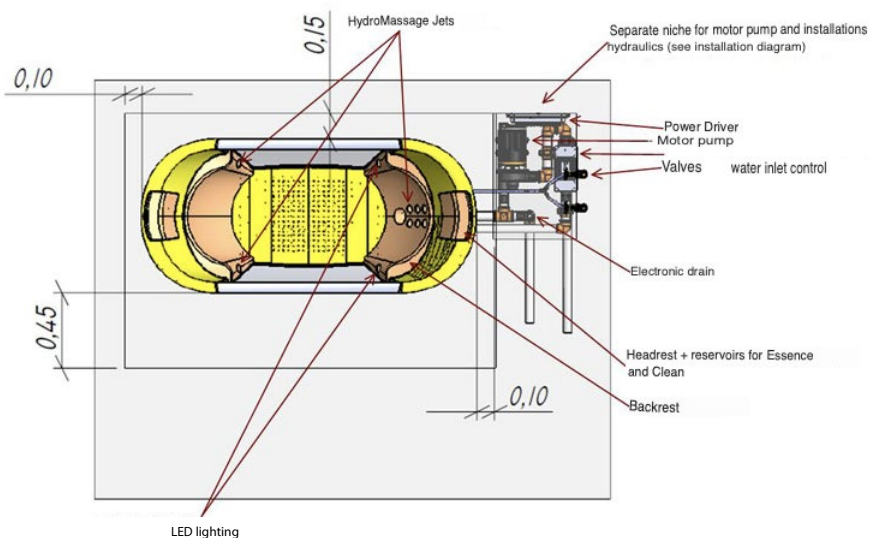 HydroMassage Jets
0,15
Separate niche for motor pump and installations
hydraulics (see installation diagram)
0,10
Power Driver
Motor pump
Valves water inlet control
Electronic drain
0,45
Headrest + reservoirs for Essence
and Clean
0,10
Backrest
LED lighting